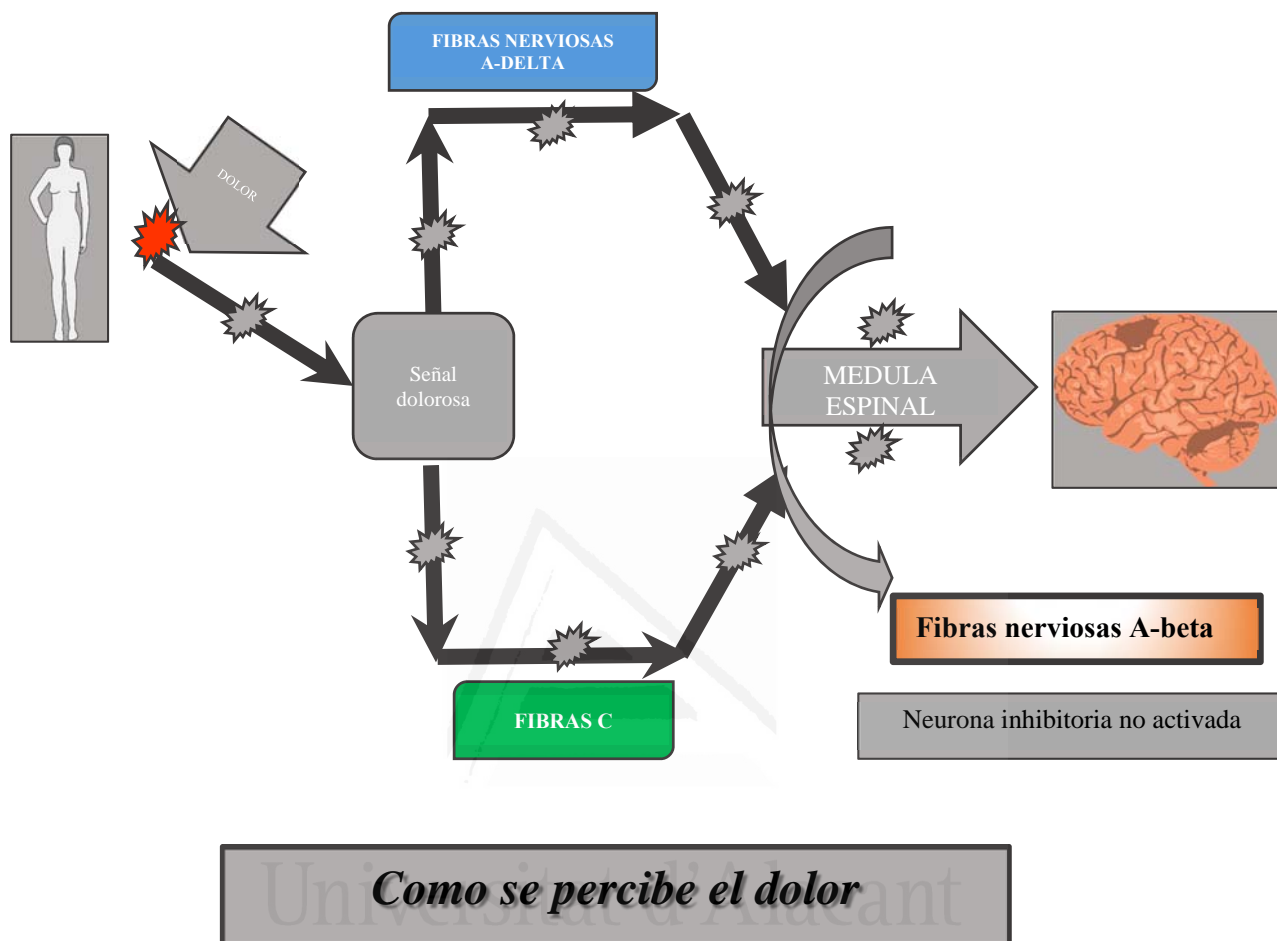 FIBRAS NERVIOSAS
A-DELTA
DOLOR
Señal
dolorosa
MEDULA
ESPINAL
Fibras nerviosas A-beta
FIBRAS C
Neurona inhibitoria no activada
Como se percibe el dolor
Universitat d'Alacant